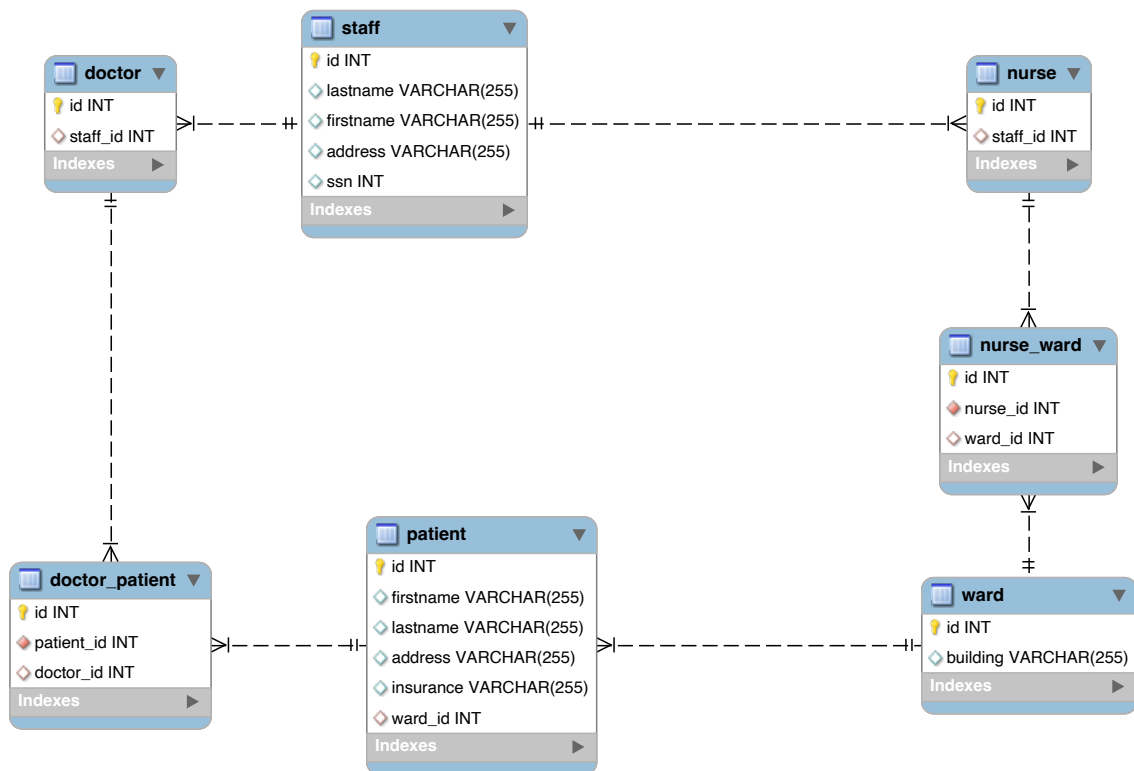 staff
id INT
lastname VARCHAR(255)
firstname VARCHAR(255)
address VARCHAR(255)
ssn INT
Indexes
doctor
id INT
staff_id INT
Indexes
nurse
id INT
staff_id INT
Indexes
nurse_ward
id INT
nurse_id INT
ward_id INT
Indexes
doctor_patient
id INT
patient_id INT
doctor_id INT
Indexes
patient
id INT
firstname VARCHAR(255)
lastname VARCHAR(255)
address VARCHAR(255)
insurance VARCHAR(255)
ward_id INT
Indexes
ward
id INT
building VARCHAR(255)
Indexes